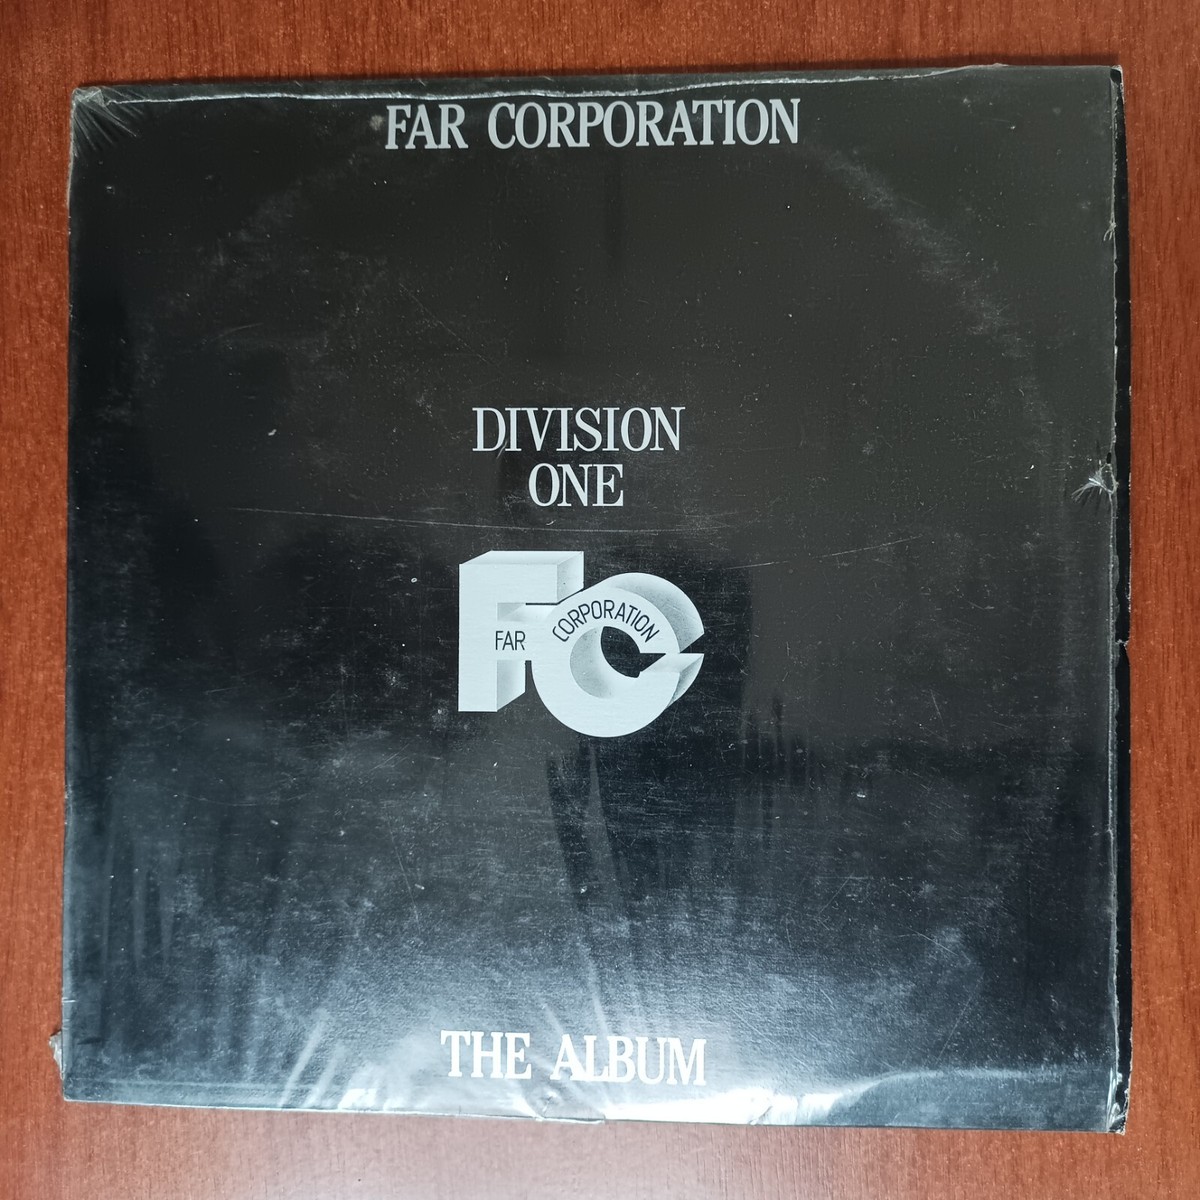 FAR CORPORATION
DIVISION
ONE
FAR CORPORATION
THE ALBUM